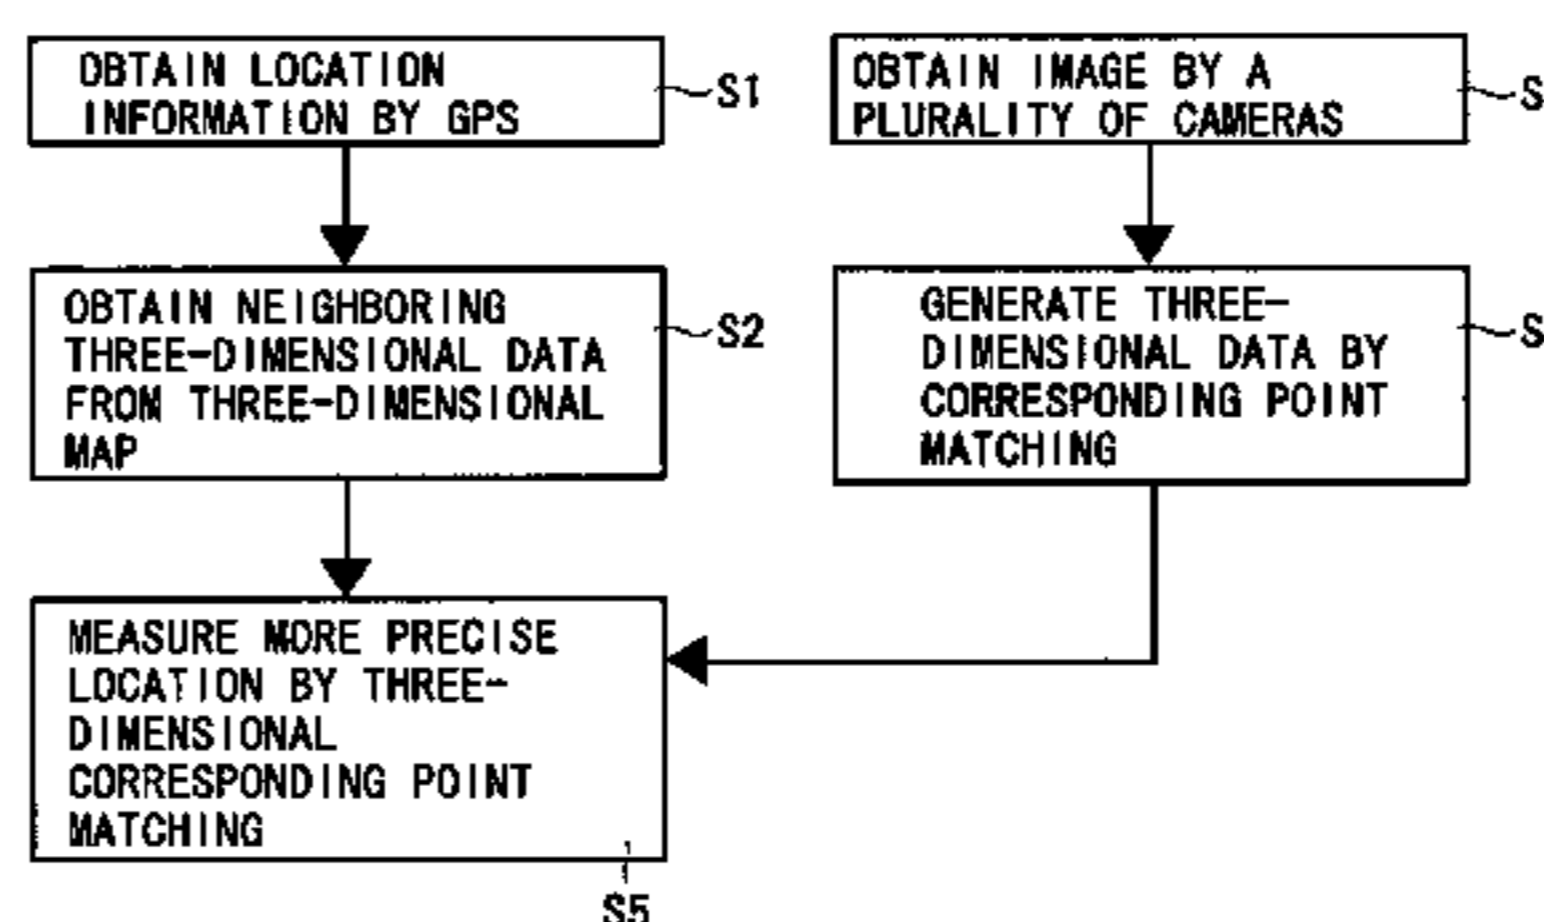 OBTAIN LOCATION
INFORMATION BY GPS
S1
OBTAIN IMAGE BY A
PLURALITY OF CAMERAS
S
OBTAIN NEIGHBORING
THREE-DIMENSIONAL DATA
FROM THREE-DIMENSIONAL
MAP
S2
GENERATE THREE-
DIMENSIONAL DATA BY
CORRESPONDING POINT
MATCHING
S
MEASURE MORE PRECISE
LOCATION BY THREE-
DIMENSIONAL
CORRESPONDING POINT
MATCHING
S5